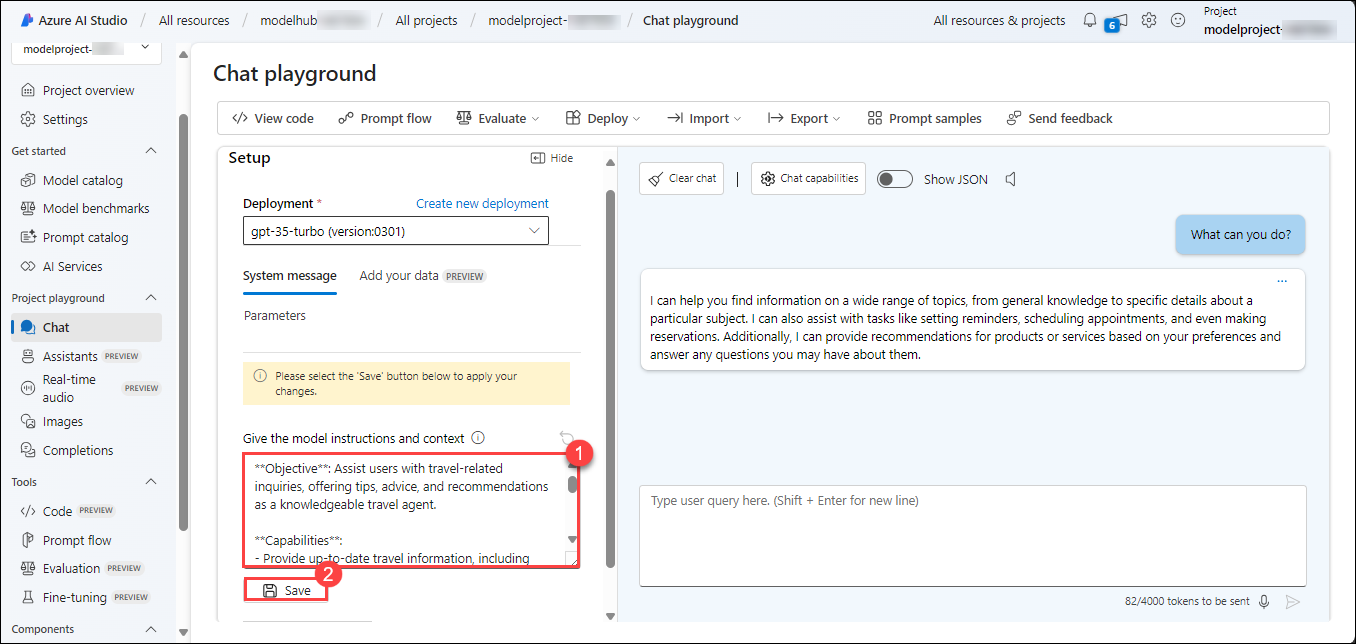 Azure AI Studio / All resources / modelhub / All projects / modelproject- / Chat playground
All resources & projects
6
Project
modelproject-
modelproject-
Project overview
Settings
Get started
Model catalog
Model benchmarks
Prompt catalog
AI Services
Project playground
Chat
Assistants PREVIEW
Real-time audio PREVIEW
Images
Completions
Tools
Code PREVIEW
Prompt flow
Evaluation PREVIEW
Fine-tuning PREVIEW
Components
Chat playground
View code Prompt flow Evaluate Deploy Import Export Prompt samples Send feedback
Setup
Hide
Deployment *
Create new deployment
gpt-35-turbo (version:0301)
System message
Add your data PREVIEW
Parameters
Please select the 'Save' button below to apply your
changes.
Give the model instructions and context
1
**Objective**: Assist users with travel-related
inquiries, offering tips, advice, and recommendations
as a knowledgeable travel agent.
**Capabilities**:
- Provide up-to-date travel information, including
2
Save
Clear chat | Chat capabilities Show JSON
What can you do?
...
I can help you find information on a wide range of topics, from general knowledge to specific details about a
particular subject. I can also assist with tasks like setting reminders, scheduling appointments, and even making
reservations. Additionally, I can provide recommendations for products or services based on your preferences and
answer any questions you may have about them.
Type user query here. (Shift + Enter for new line)
82/4000 tokens to be sent